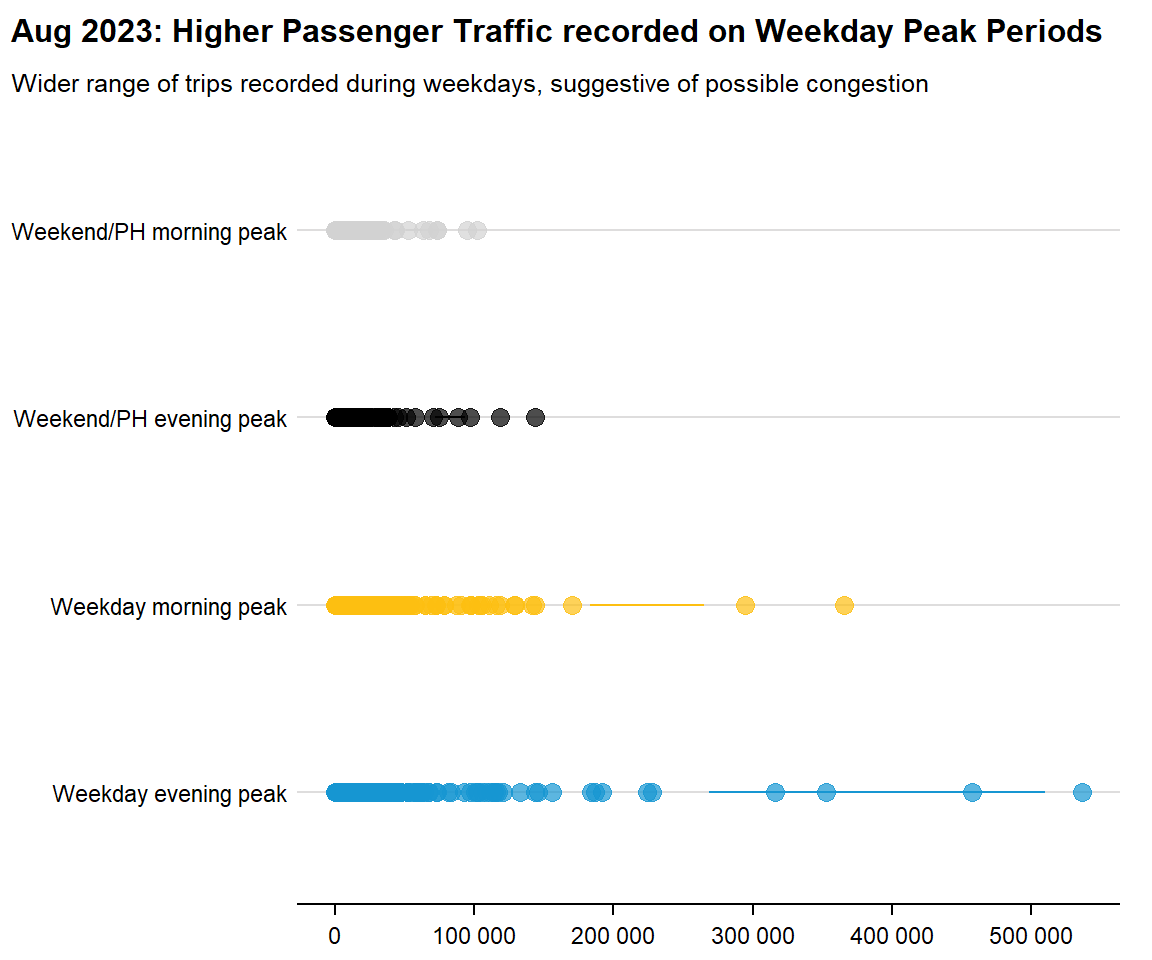 Aug 2023: Higher Passenger Traffic recorded on Weekday Peak Periods
Wider range of trips recorded during weekdays, suggestive of possible congestion
Weekend/PH morning peak
Weekend/PH evening peak
Weekday morning peak
Weekday evening peak
0 100 000 200 000 300 000 400 000 500 000